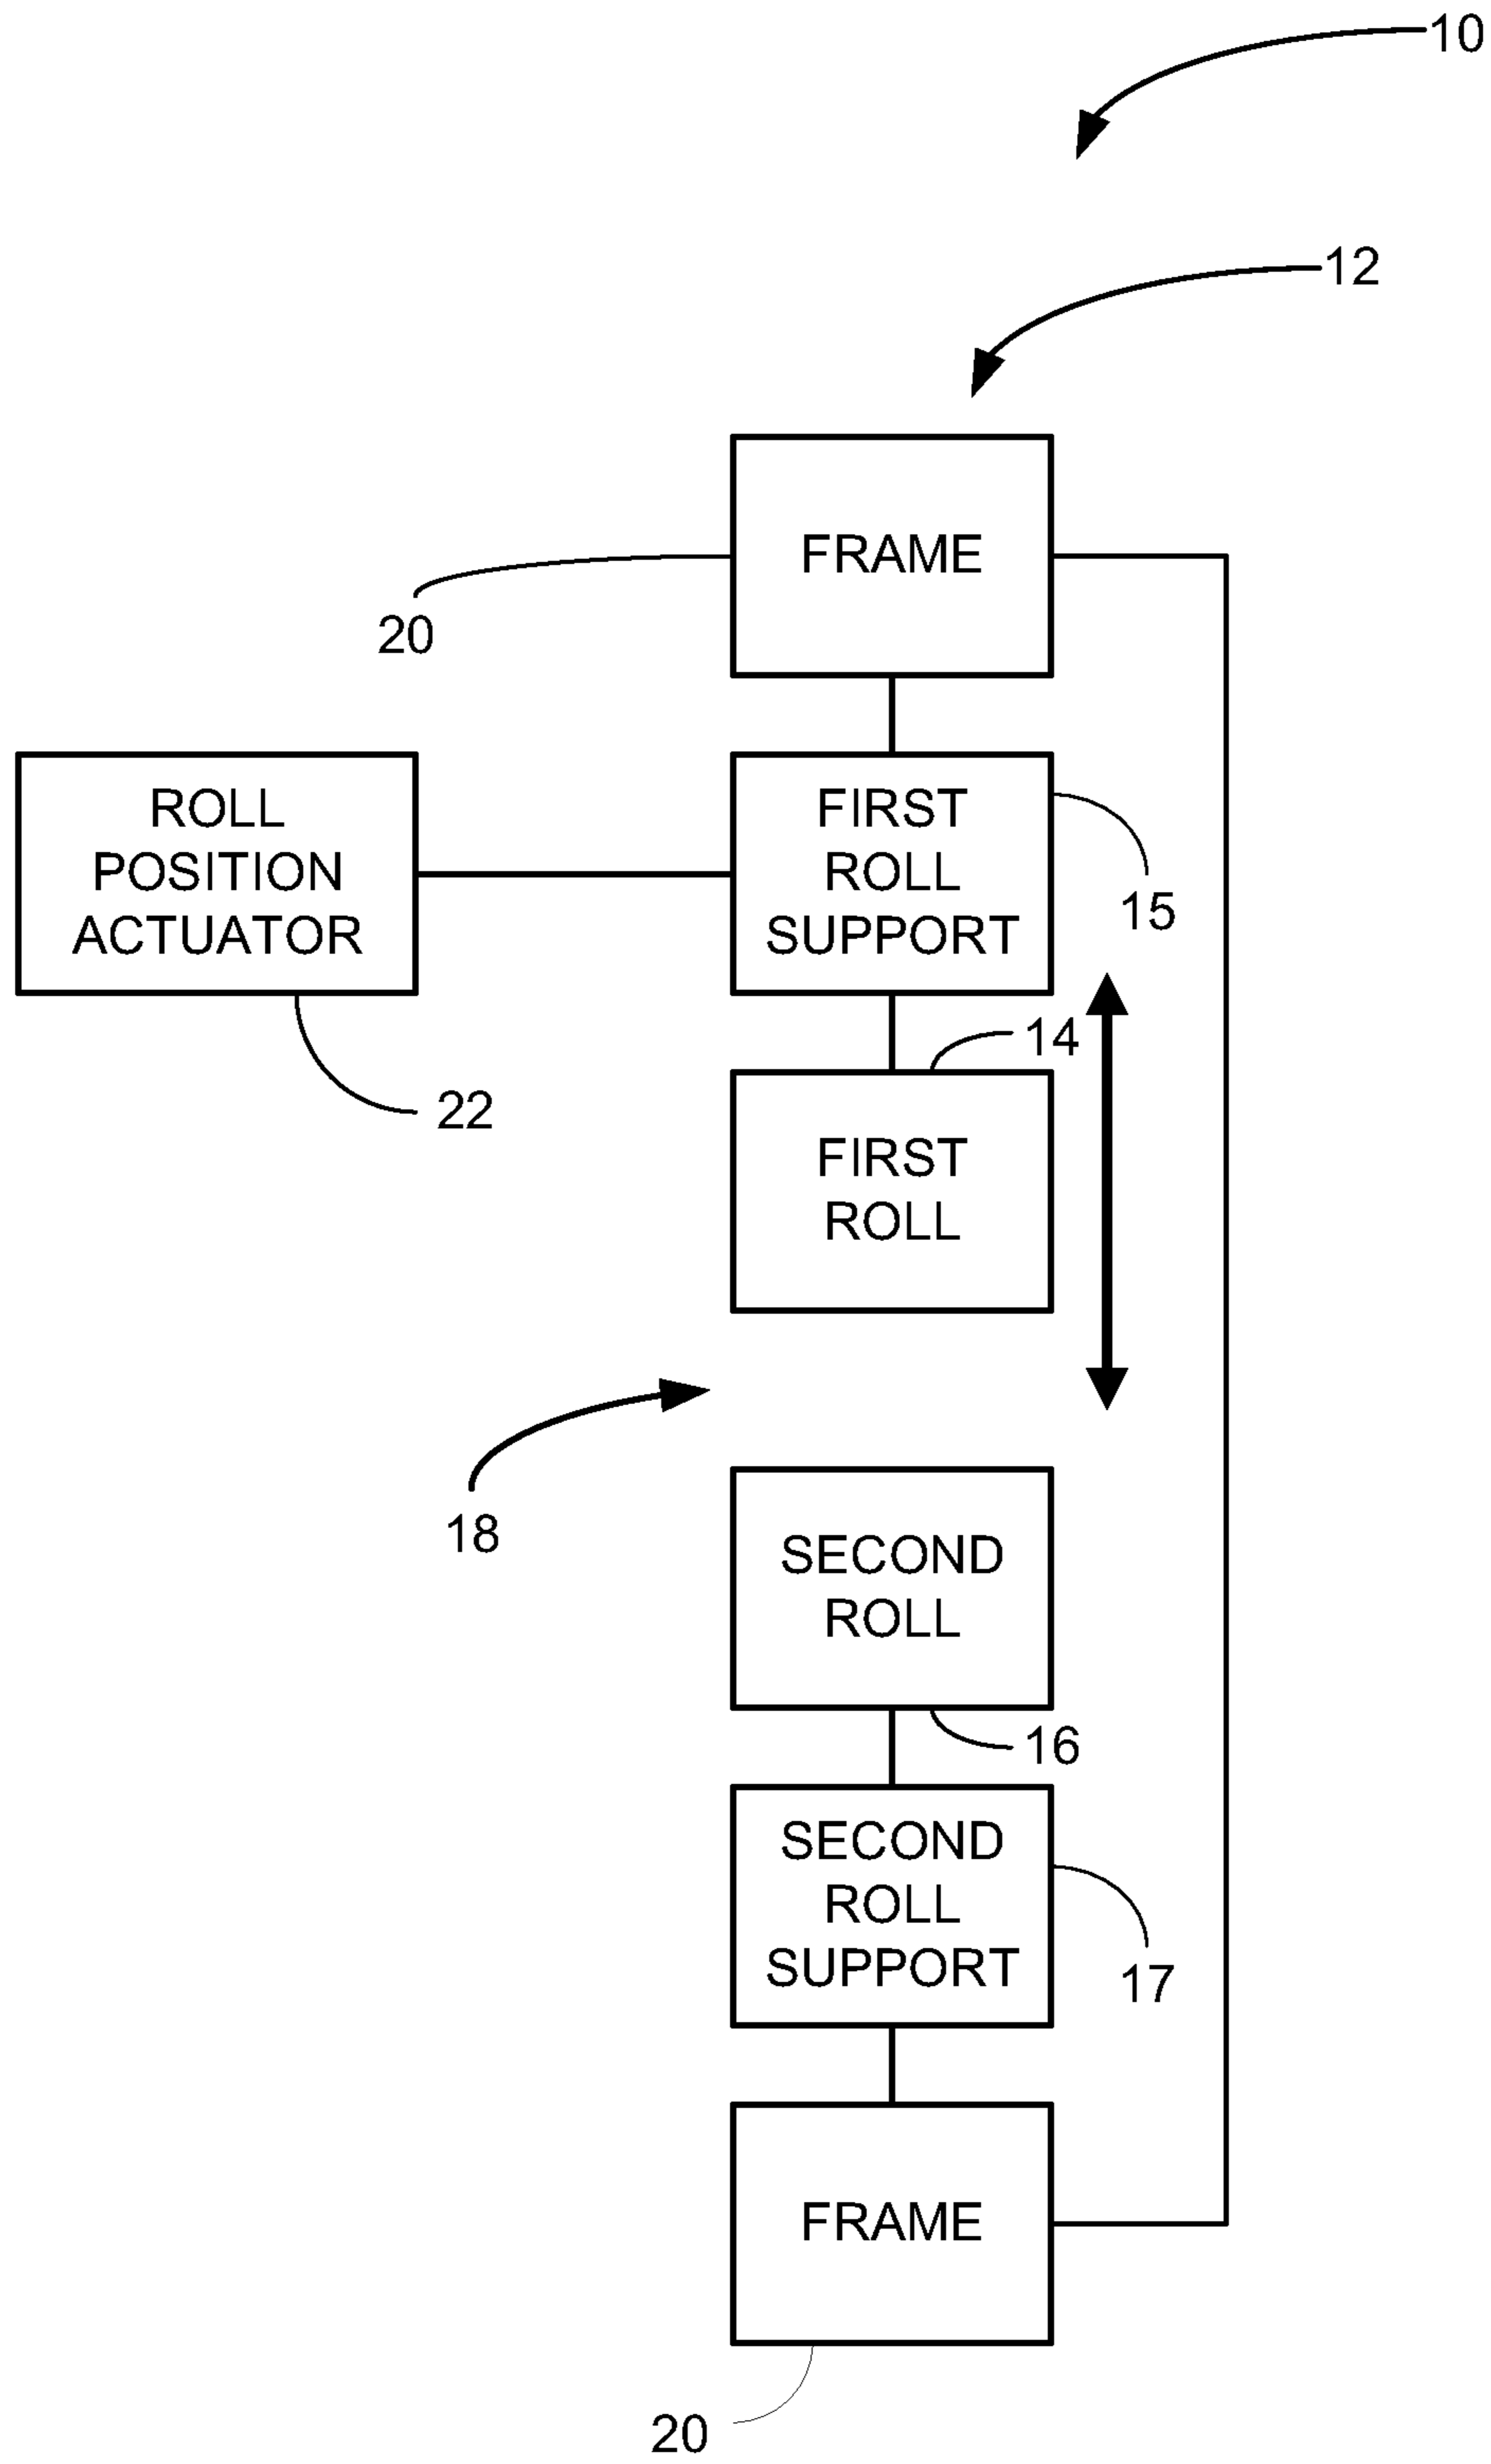 10
12
FRAME
20
ROLL
POSITION
ACTUATOR
FIRST
ROLL
SUPPORT
15
14
22
FIRST
ROLL
18
SECOND
ROLL
16
SECOND
ROLL
SUPPORT
17
FRAME
20